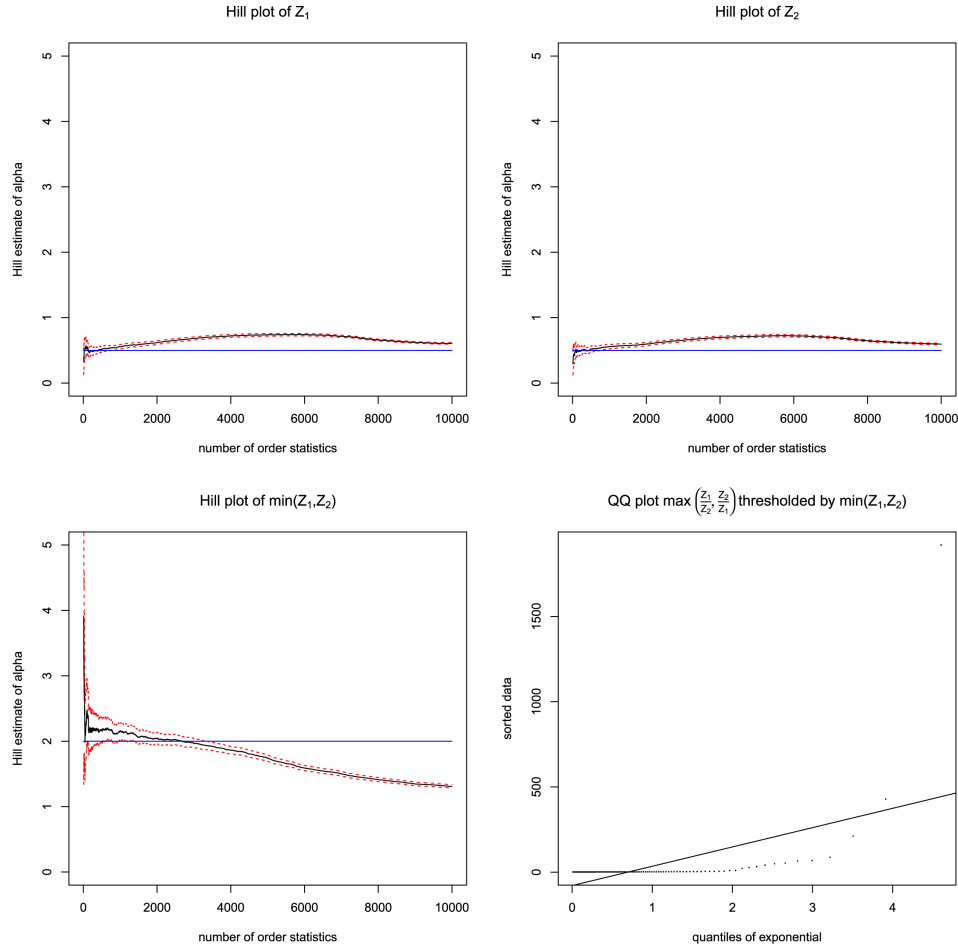 Hill plot of Z₁
Hill estimate of alpha
5
4
3
2
1
0
0 2000 4000 6000 8000 10000
number of order statistics
Hill plot of Z₂
Hill estimate of alpha
5
4
3
2
1
0
0 2000 4000 6000 8000 10000
number of order statistics
Hill plot of min(Z₁,Z₂)
Hill estimate of alpha
5
4
3
2
1
0
0 2000 4000 6000 8000 10000
number of order statistics
QQ plot max (Z₁/Z₂, Z₂/Z₁) thresholded by min(Z₁,Z₂)
sorted data
1500
1000
500
0
0 1 2 3 4
quantiles of exponential